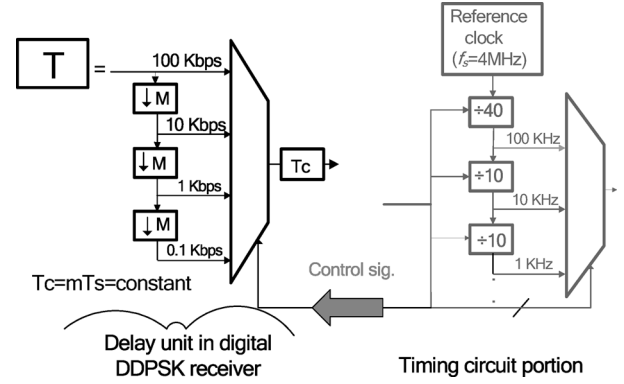 T
=
100 Kbps
↓M
10 Kbps
↓M
1 Kbps
↓M
0.1 Kbps
Tc
Tc=mTs=constant
Delay unit in digital
DDPSK receiver
Control sig.
Reference
clock
(fs=4MHz)
÷40
100 KHz
÷10
10 KHz
÷10
1 KHz
Timing circuit portion